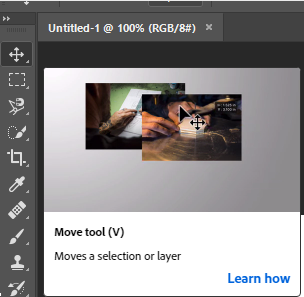 Untitled-1 @ 100% (RGB/8#) ×
Move tool (V)
Moves a selection or layer
Learn how